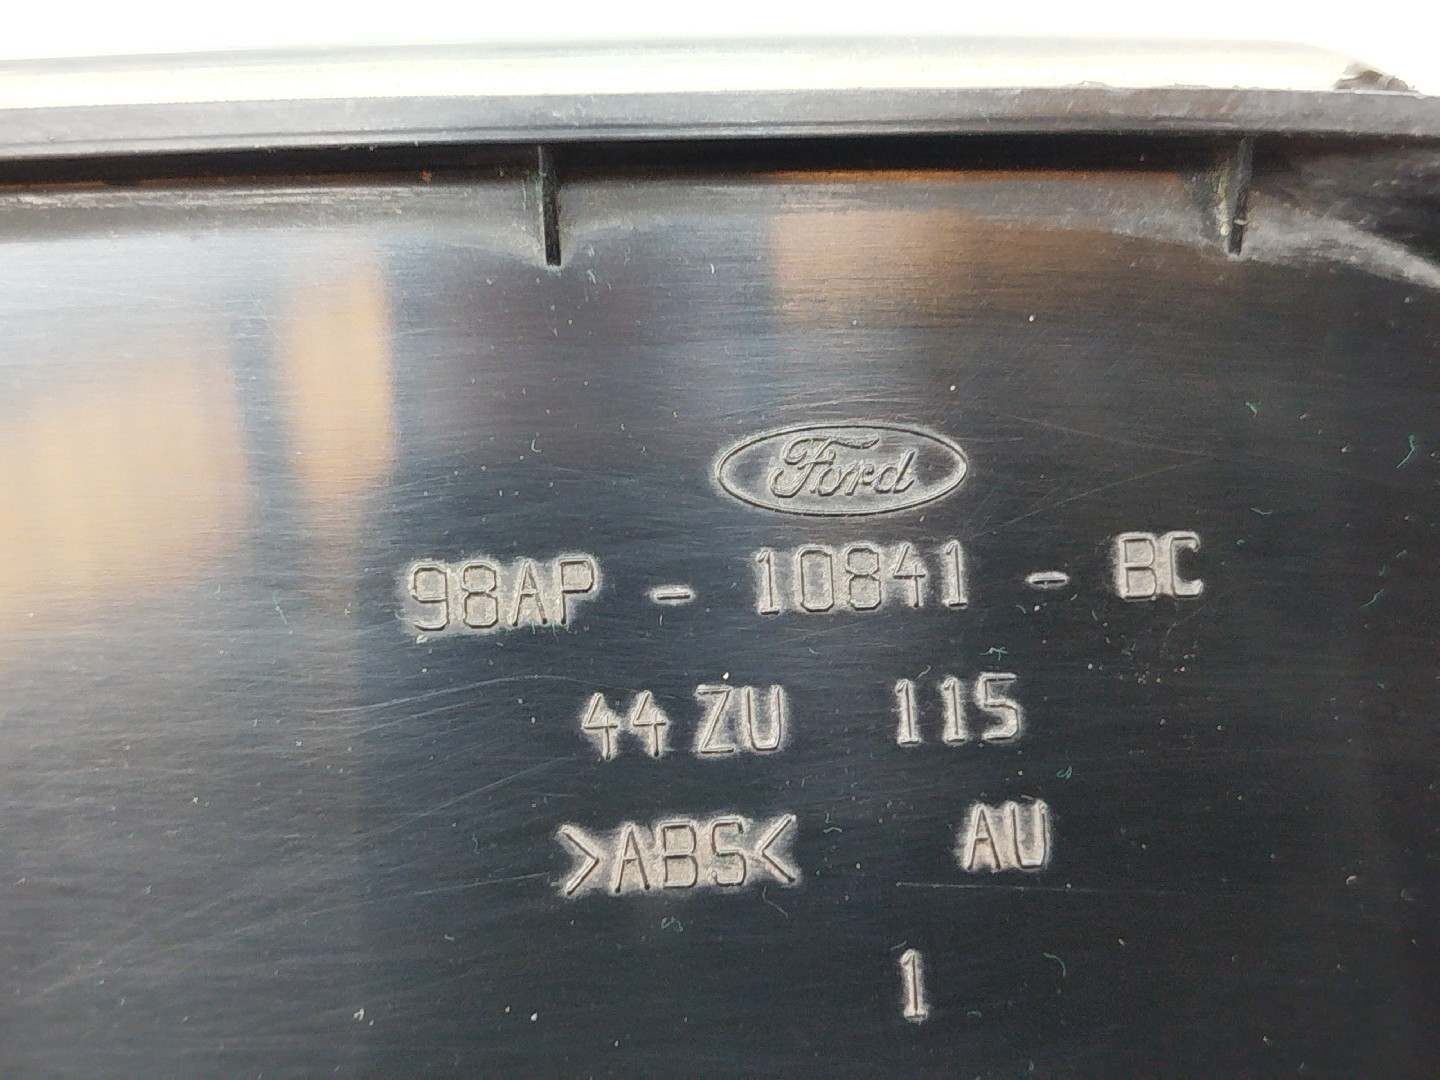 Ford
98AP - 10841 - BC
44 ZU 115
>ABS< AU
1